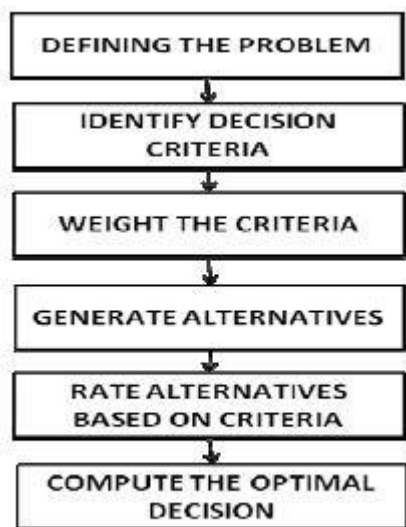 DEFINING THE PROBLEM
IDENTIFY DECISION
CRITERIA
WEIGHT THE CRITERIA
GENERATE ALTERNATIVES
RATE ALTERNATIVES
BASED ON CRITERIA
COMPUTE THE OPTIMAL
DECISION